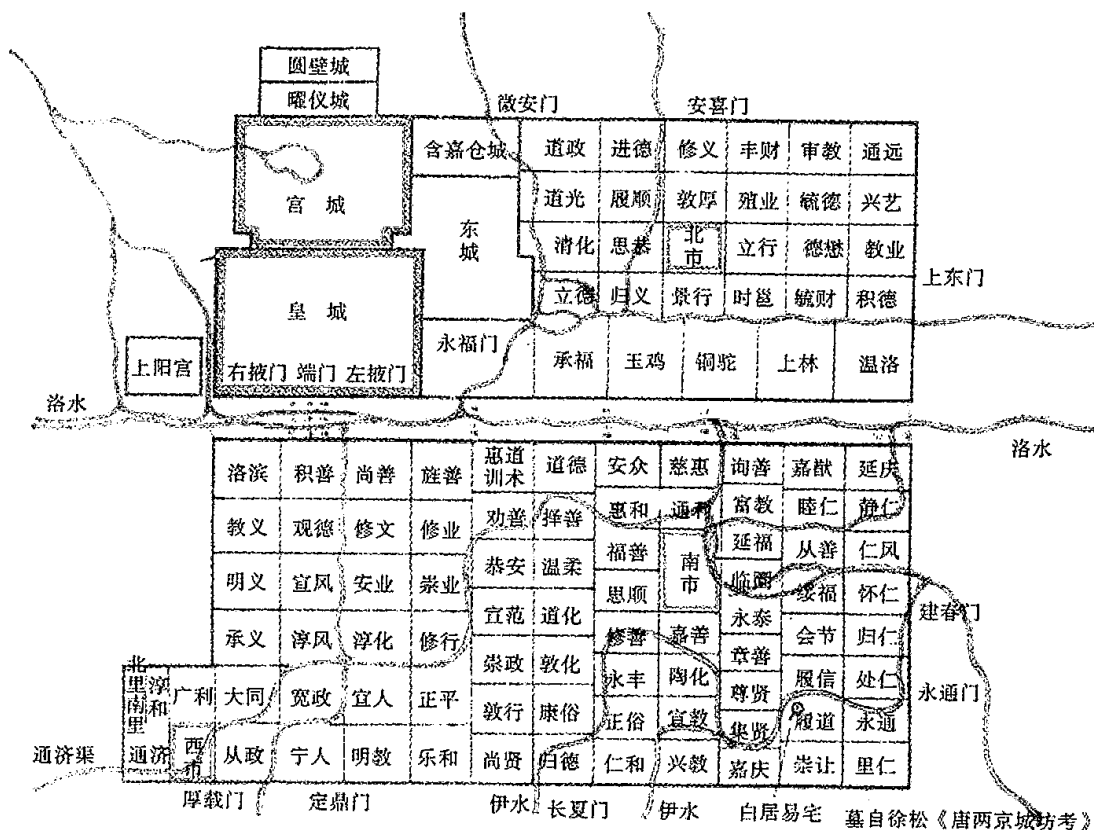 圆壁城
曜仪城
徽安门 安喜门
含嘉仓城 道政 进德 修义 丰财 审教 通远
宫城
道光 履顺 敦厚 殖业 毓德 兴艺
东城
清化 思恭 北市 立行 德懋 教业
上东门
立德 归义 景行 时邕 毓财 积德
皇城
永福门
承福 玉鸡 铜驼 上林 温洛
上阳宫
右掖门 端门 左掖门
洛水
洛水
洛滨 积善 尚善 旌善 惠道训术 道德 安众 慈惠 询善 嘉猷 延庆
教义 观德 修文 修业 劝善 择善 惠和 通利 富教 睦仁 静仁
明义 宣风 安业 崇业 恭安 温柔 福善 南市 延福 从善 仁风
思顺 临阛 绥福 怀仁
建春门
承义 淳风 淳化 修行 宣范 道化 修善 嘉善 永泰 会节 归仁
章善
北里南里 淳和 广利 大同 宽政 宜人 正平 崇政 敦化 永丰 陶化 尊贤 履信 处仁
永通门
敦行 康俗 正俗 宣教 集贤 履道 永通
通济渠 通济 西市 从政 宁人 明教 乐和 尚贤 归德 仁和 兴教 嘉庆 崇让 里仁
厚载门 定鼎门 伊水 长夏门 伊水 白居易宅
墓自徐松《唐两京城坊考》